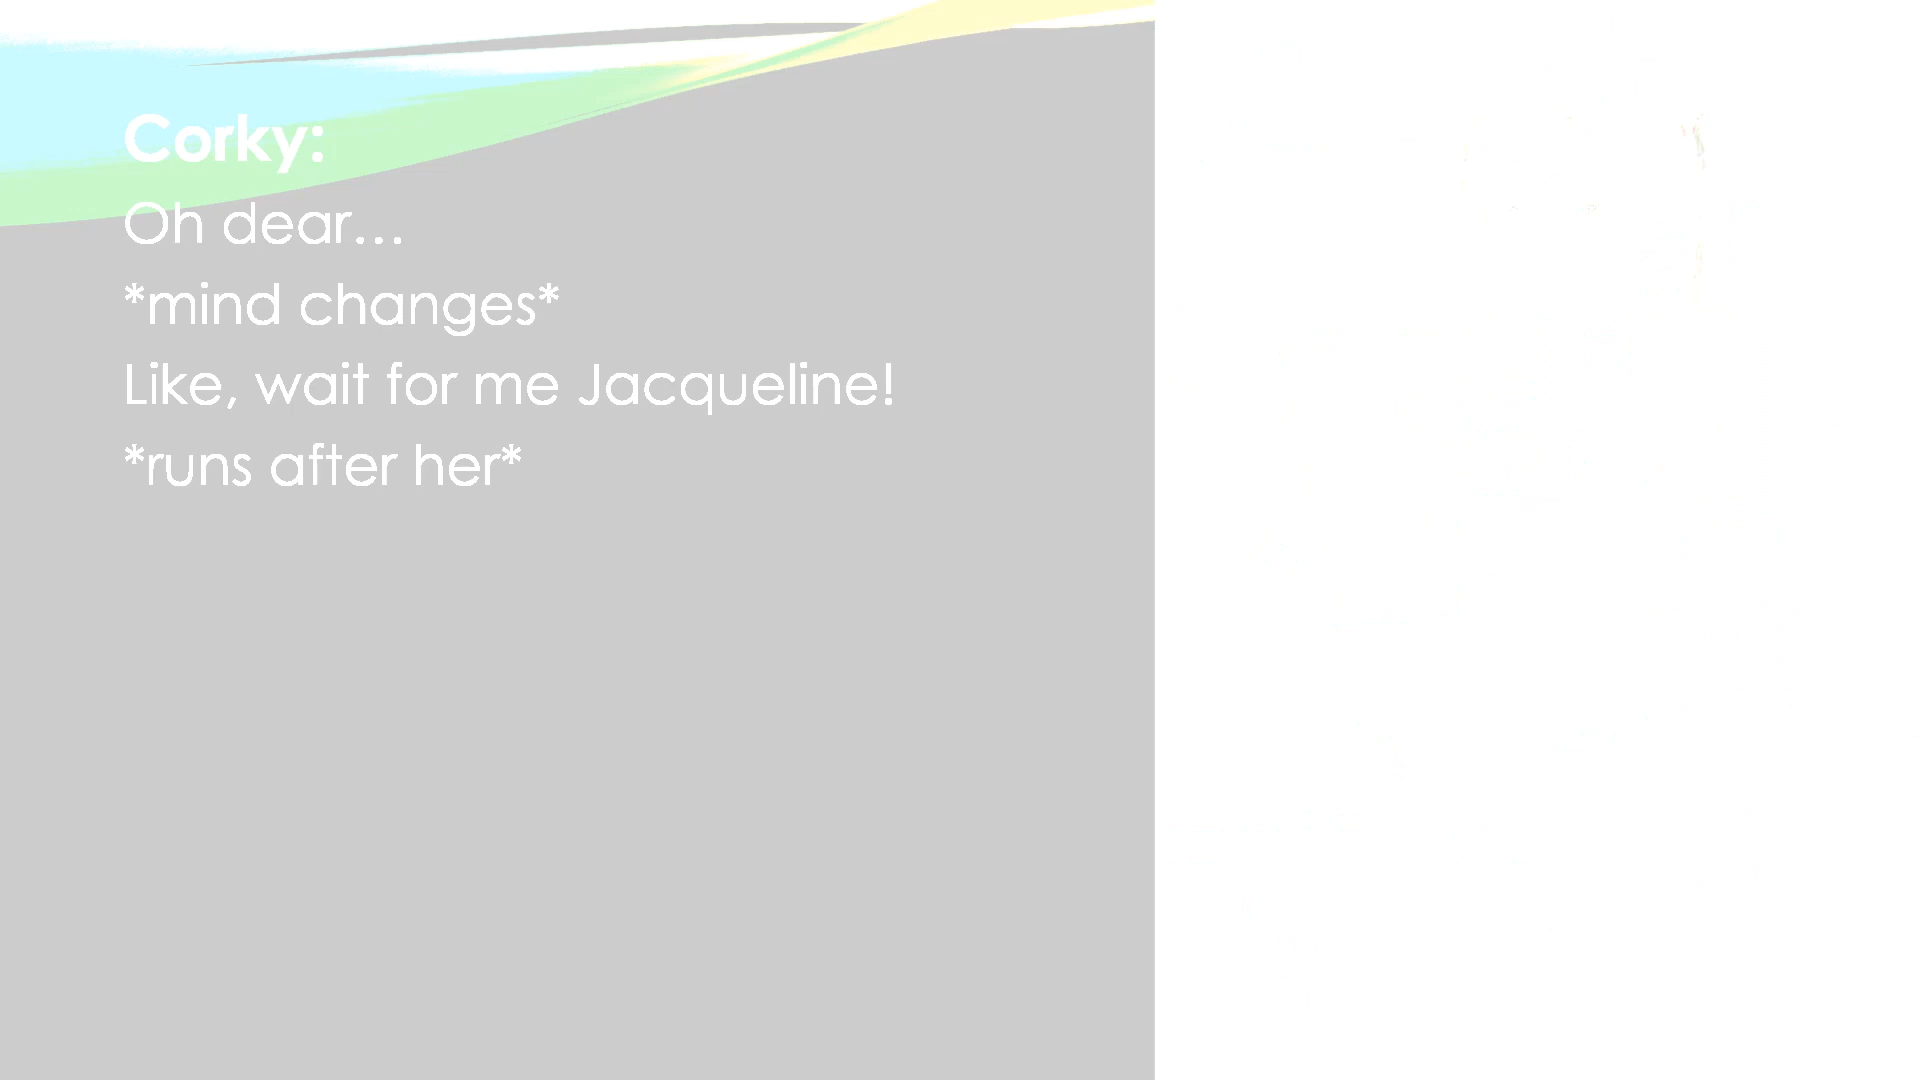 Corky:
Oh dear…
*mind changes*
Like, wait for me Jacqueline!
*runs after her*